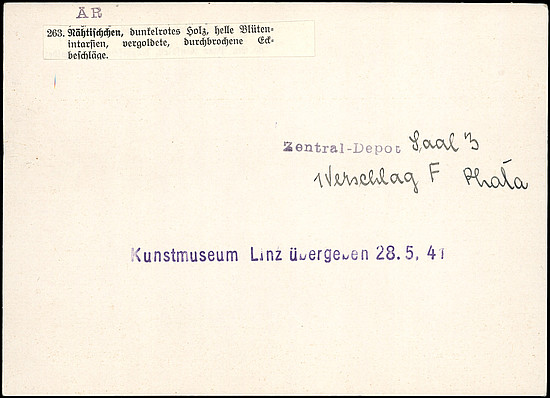 AR
263. Nähtischchen, dunkelrotes Holz, helle Blüten-
intarsien, vergoldete, durchbrochene Eck-
beschläge.
Zentral-Depot Saal 3
1 Verschlag F
Kunstmuseum Linz übergeben 28.5, 41